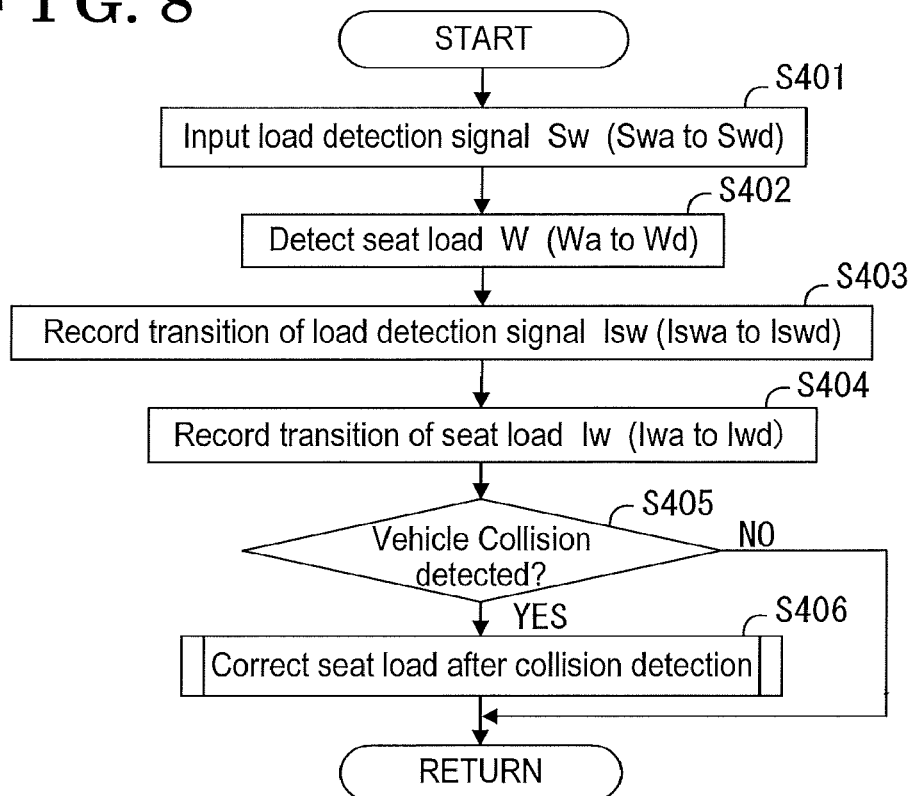 FIG. 8
START
S401
Input load detection signal Sw (Swa to Swd)
S402
Detect seat load W (Wa to Wd)
S403
Record transition of load detection signal Isw (Iswa to Iswd)
S404
Record transition of seat load Iw (Iwa to Iwd)
S405
Vehicle Collision
detected?
NO
YES
S406
Correct seat load after collision detection
RETURN